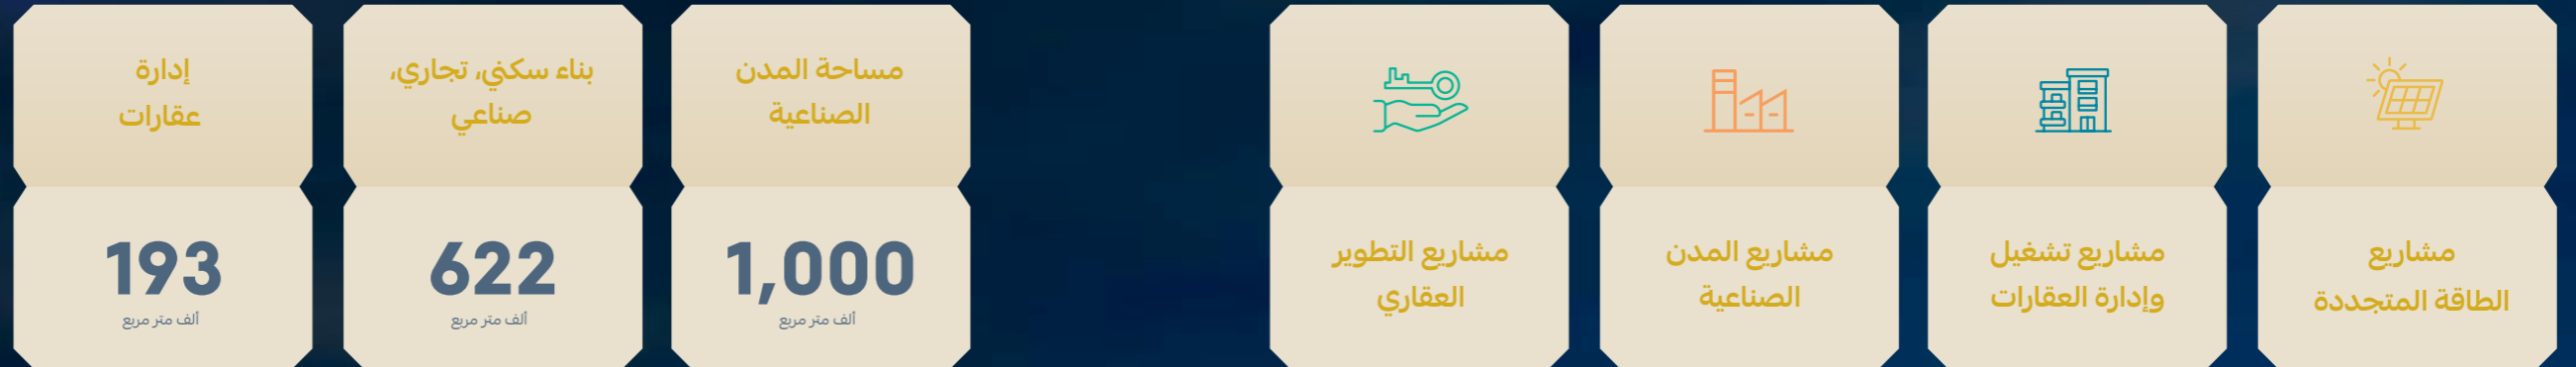 مشاريع
الطاقة المتجددة
مشاريع تشغيل
وإدارة العقارات
مشاريع المدن
الصناعية
مشاريع التطوير
العقاري
مساحة المدن
الصناعية
1,000
ألف متر مربع
بناء سكني، تجاري،
صناعي
622
ألف متر مربع
إدارة
عقارات
193
ألف متر مربع